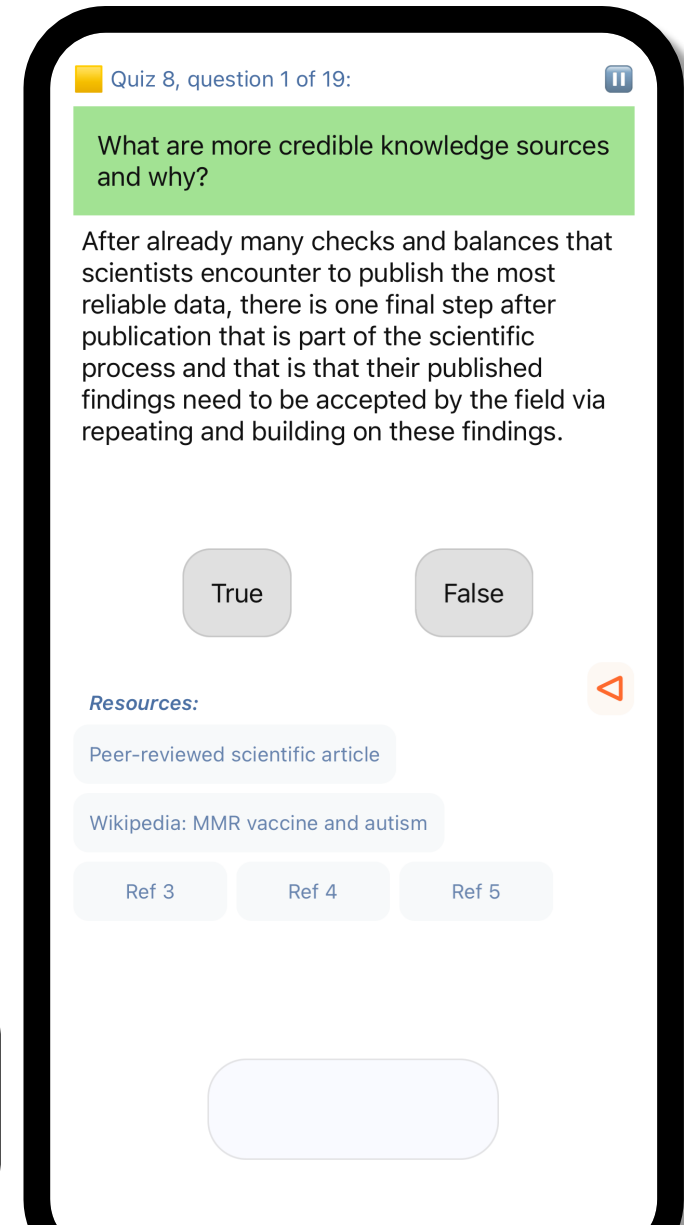 Quiz 8, question 1 of 19:
What are more credible knowledge sources
and why?
After already many checks and balances that
scientists encounter to publish the most
reliable data, there is one final step after
publication that is part of the scientific
process and that is that their published
findings need to be accepted by the field via
repeating and building on these findings.
True False
Resources:
Peer-reviewed scientific article
Wikipedia: MMR vaccine and autism
Ref 3 Ref 4 Ref 5